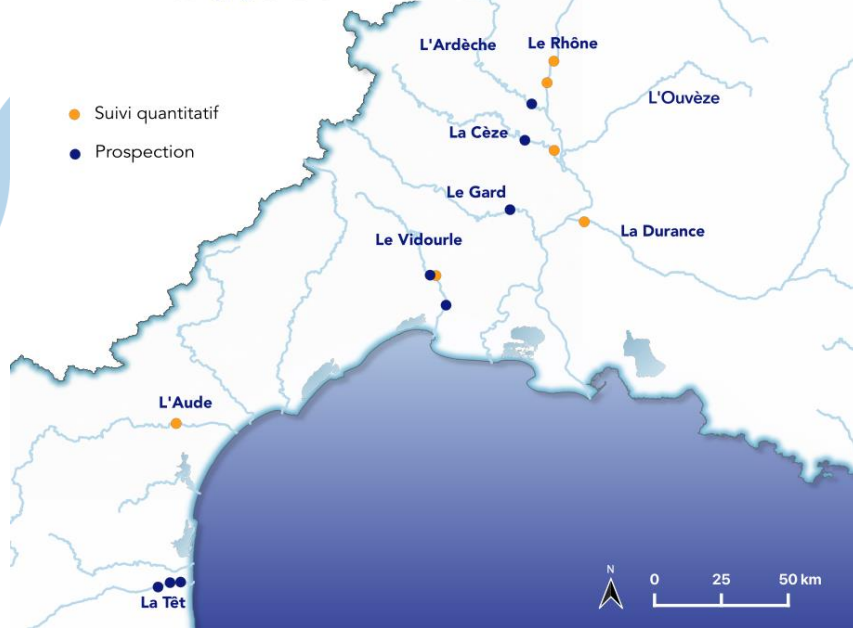 L'Ardèche
Le Rhône
Suivi quantitatif
L'Ouvèze
La Cèze
Prospection
Le Gard
Le Vidourle
La Durance
L'Aude
N
0 25 50 km
La Têt